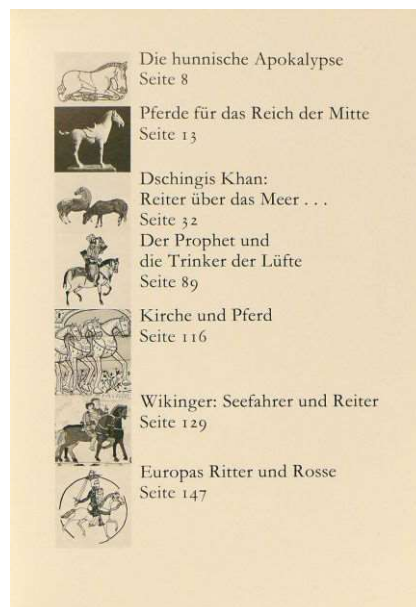 Die hunnische Apokalypse
Seite 8
Pferde für das Reich der Mitte
Seite 13
Dschingis Khan:
Reiter über das Meer . . .
Seite 32
Der Prophet und
die Trinker der Lüfte
Seite 89
Kirche und Pferd
Seite 116
Wikinger: Seefahrer und Reiter
Seite 129
Europas Ritter und Rosse
Seite 147